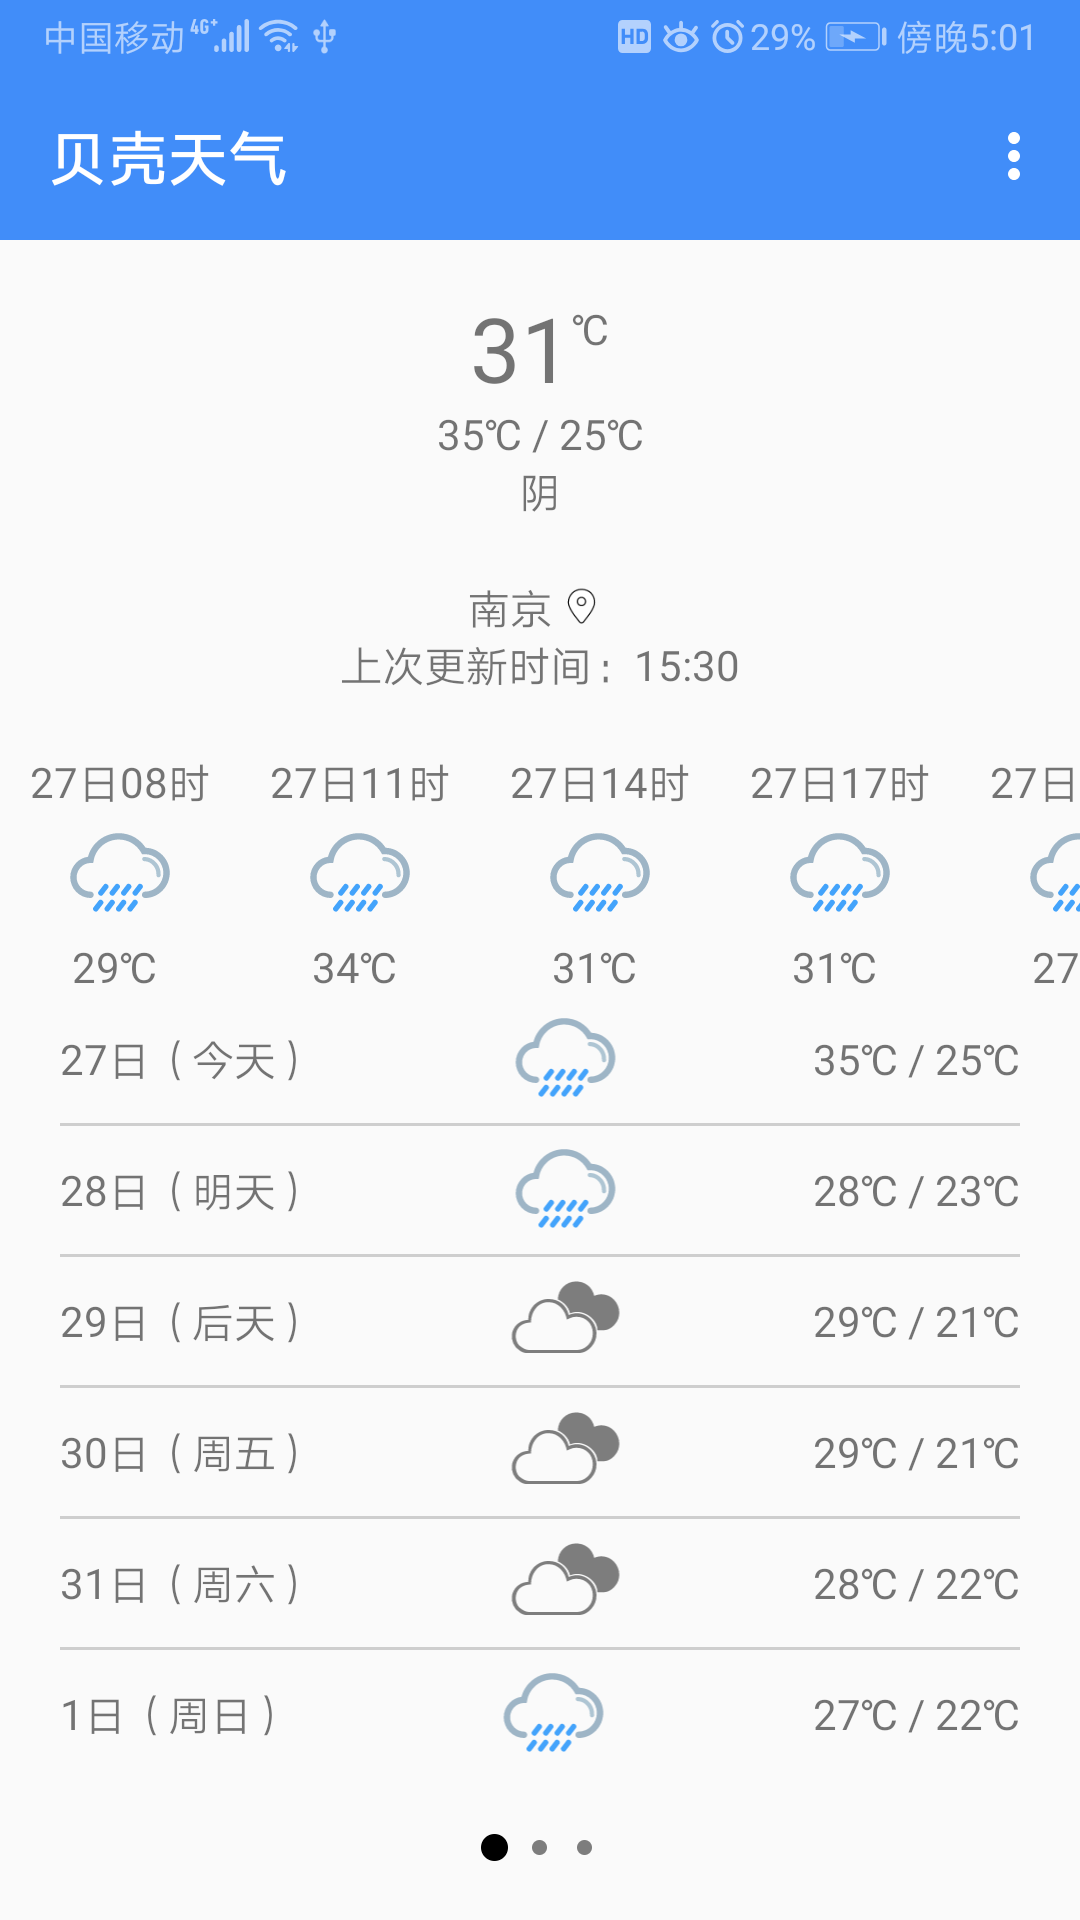 中国移动 4G+ HD 29% 傍晚5:01
贝壳天气
31℃
35℃ / 25℃
阴
南京
上次更新时间：15:30
27日08时 27日11时 27日14时 27日17时 27日
29℃ 34℃ 31℃ 31℃ 27
27日（今天） 35℃ / 25℃
28日（明天） 28℃ / 23℃
29日（后天） 29℃ / 21℃
30日（周五） 29℃ / 21℃
31日（周六） 28℃ / 22℃
1日（周日） 27℃ / 22℃